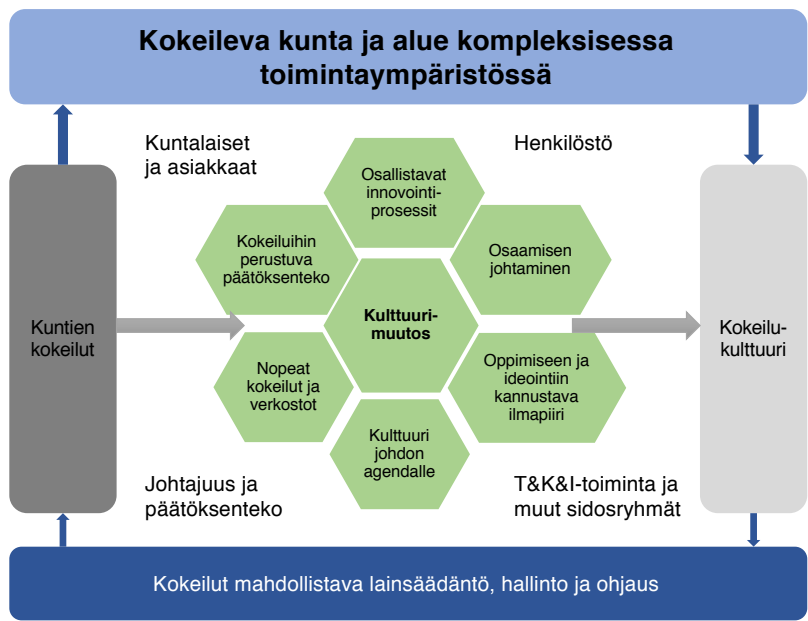 Kokeileva kunta ja alue kompleksisessa
toimintaympäristössä
Kuntalaiset
ja asiakkaat
Henkilöstö
Osallistavat
innovointi-
prosessit
Kokeiluihin
perustuva
päätöksenteko
Osaamisen
johtaminen
Kuntien
kokeilut
Kulttuuri-
muutos
Kokeilu-
kulttuuri
Nopeat
kokeilut ja
verkostot
Oppimiseen ja
ideointiin
kannustava
ilmapiiri
Kulttuuri
johdon
agendalle
Johtajuus ja
päätöksenteko
T&K&I-toiminta ja
muut sidosryhmät
Kokeilut mahdollistava lainsäädäntö, hallinto ja ohjaus